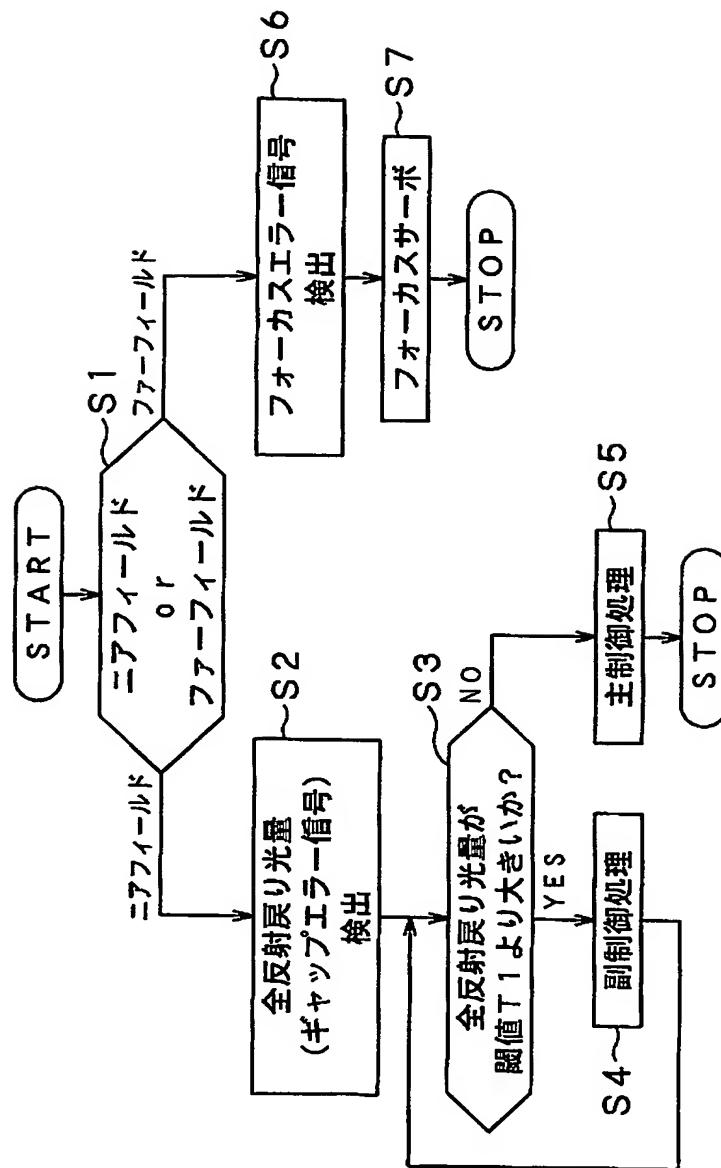 START
ニアフィールド
or
ファーフィールド
S1
ニアフィールド
ファーフィールド
全反射戻り光量
(ギャップエラー信号)
検出
S2
全反射戻り光量が
閾値T1より大きいか?
S3
YES
NO
副制御処理
S4
主制御処理
S5
STOP
フォーカスエラー信号
検出
S6
フォーカスサーボ
S7
STOP